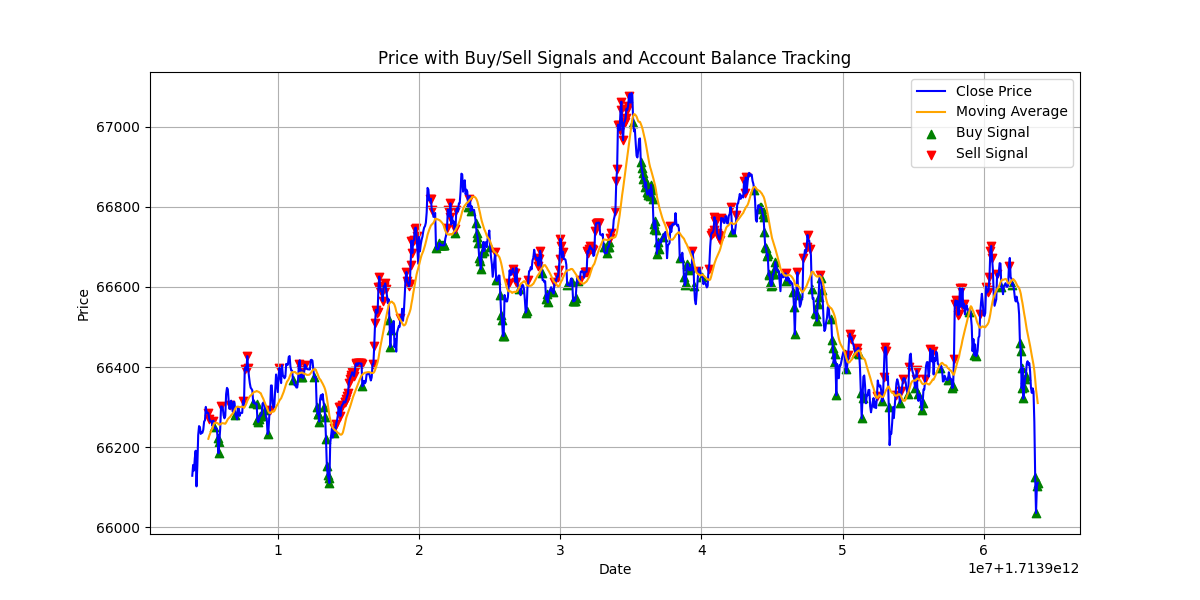 Price with Buy/Sell Signals and Account Balance Tracking
Close Price
Moving Average
Buy Signal
Sell Signal
67000
66800
66600
66400
66200
66000
Price
1 2 3 4 5 6
Date
1e7+1.7139e12